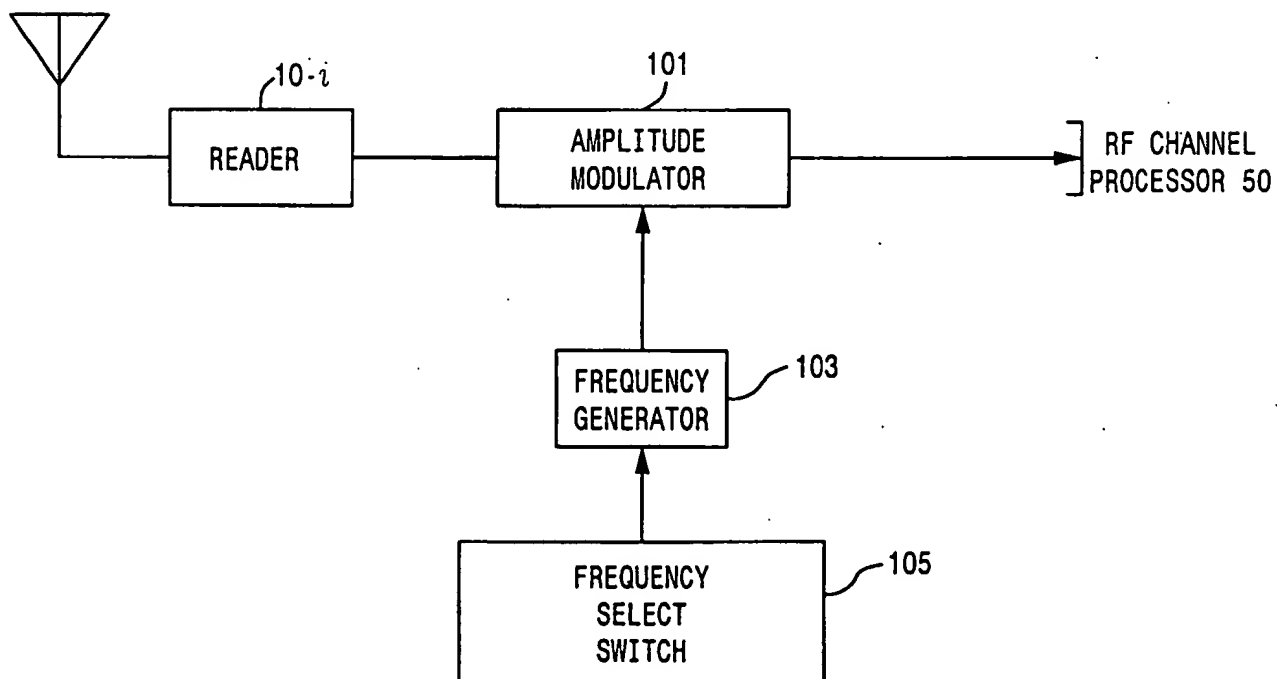 10-i
101
READER
AMPLITUDE
MODULATOR
RF CHANNEL
PROCESSOR 50
FREQUENCY
GENERATOR
103
FREQUENCY
SELECT
SWITCH
105